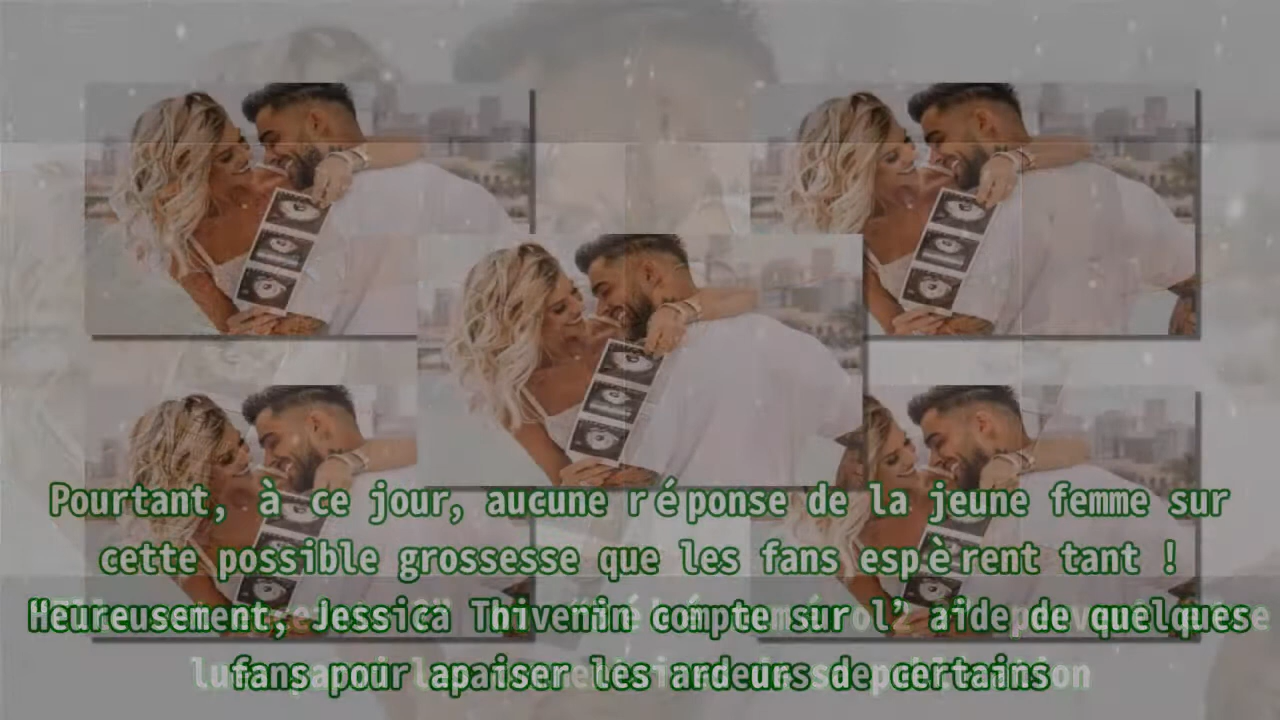 Pourtant, à ce jour, aucune réponse de la jeune femme sur
cette possible grossesse que les fans espèrent tant !
Heureusement, Jessica Thivenin compte sur l’ aide de quelques
fans pour apaiser les ardeurs de certains